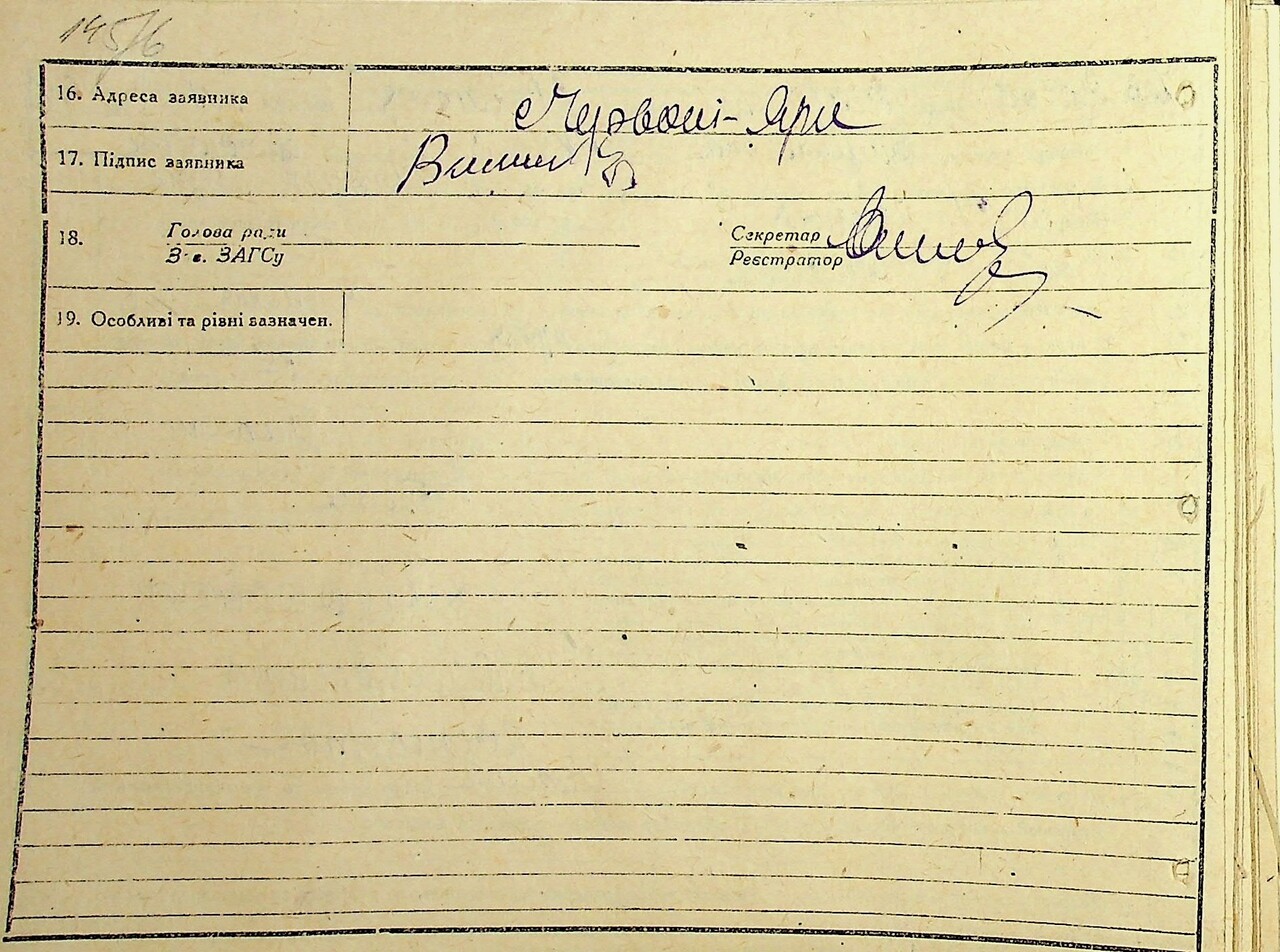 145/6
16. Адреса заявника Червоні-Яри
17. Підпис заявника
18. Голова ради Секретар
З-в. ЗАГСу Реєстратор
19. Особливі та рівні зазначен.